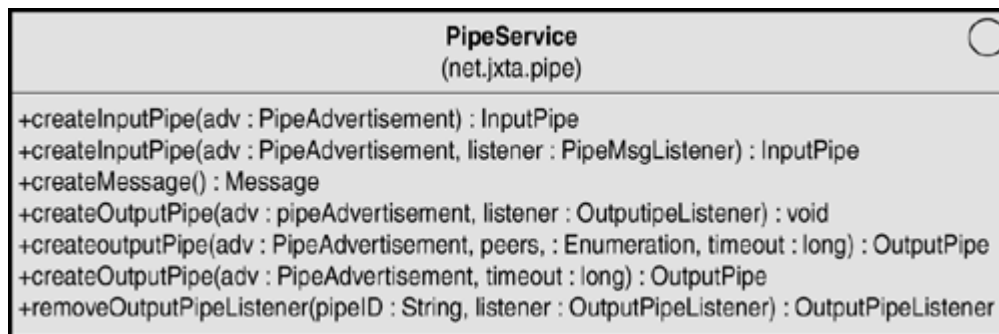 PipeService
(net.jxta.pipe)
+createInputPipe(adv : PipeAdvertisement) : InputPipe
+createInputPipe(adv : PipeAdvertisement, listener : PipeMsgListener) : InputPipe
+createMessage() : Message
+createOutputPipe(adv : pipeAdvertisement, listener : OutputipeListener) : void
+createoutputPipe(adv : PipeAdvertisement, peers, : Enumeration, timeout : long) : OutputPipe
+createOutputPipe(adv : PipeAdvertisement, timeout : long) : OutputPipe
+removeOutputPipeListener(pipeID : String, listener : OutputPipeListener) : OutputPipeListener